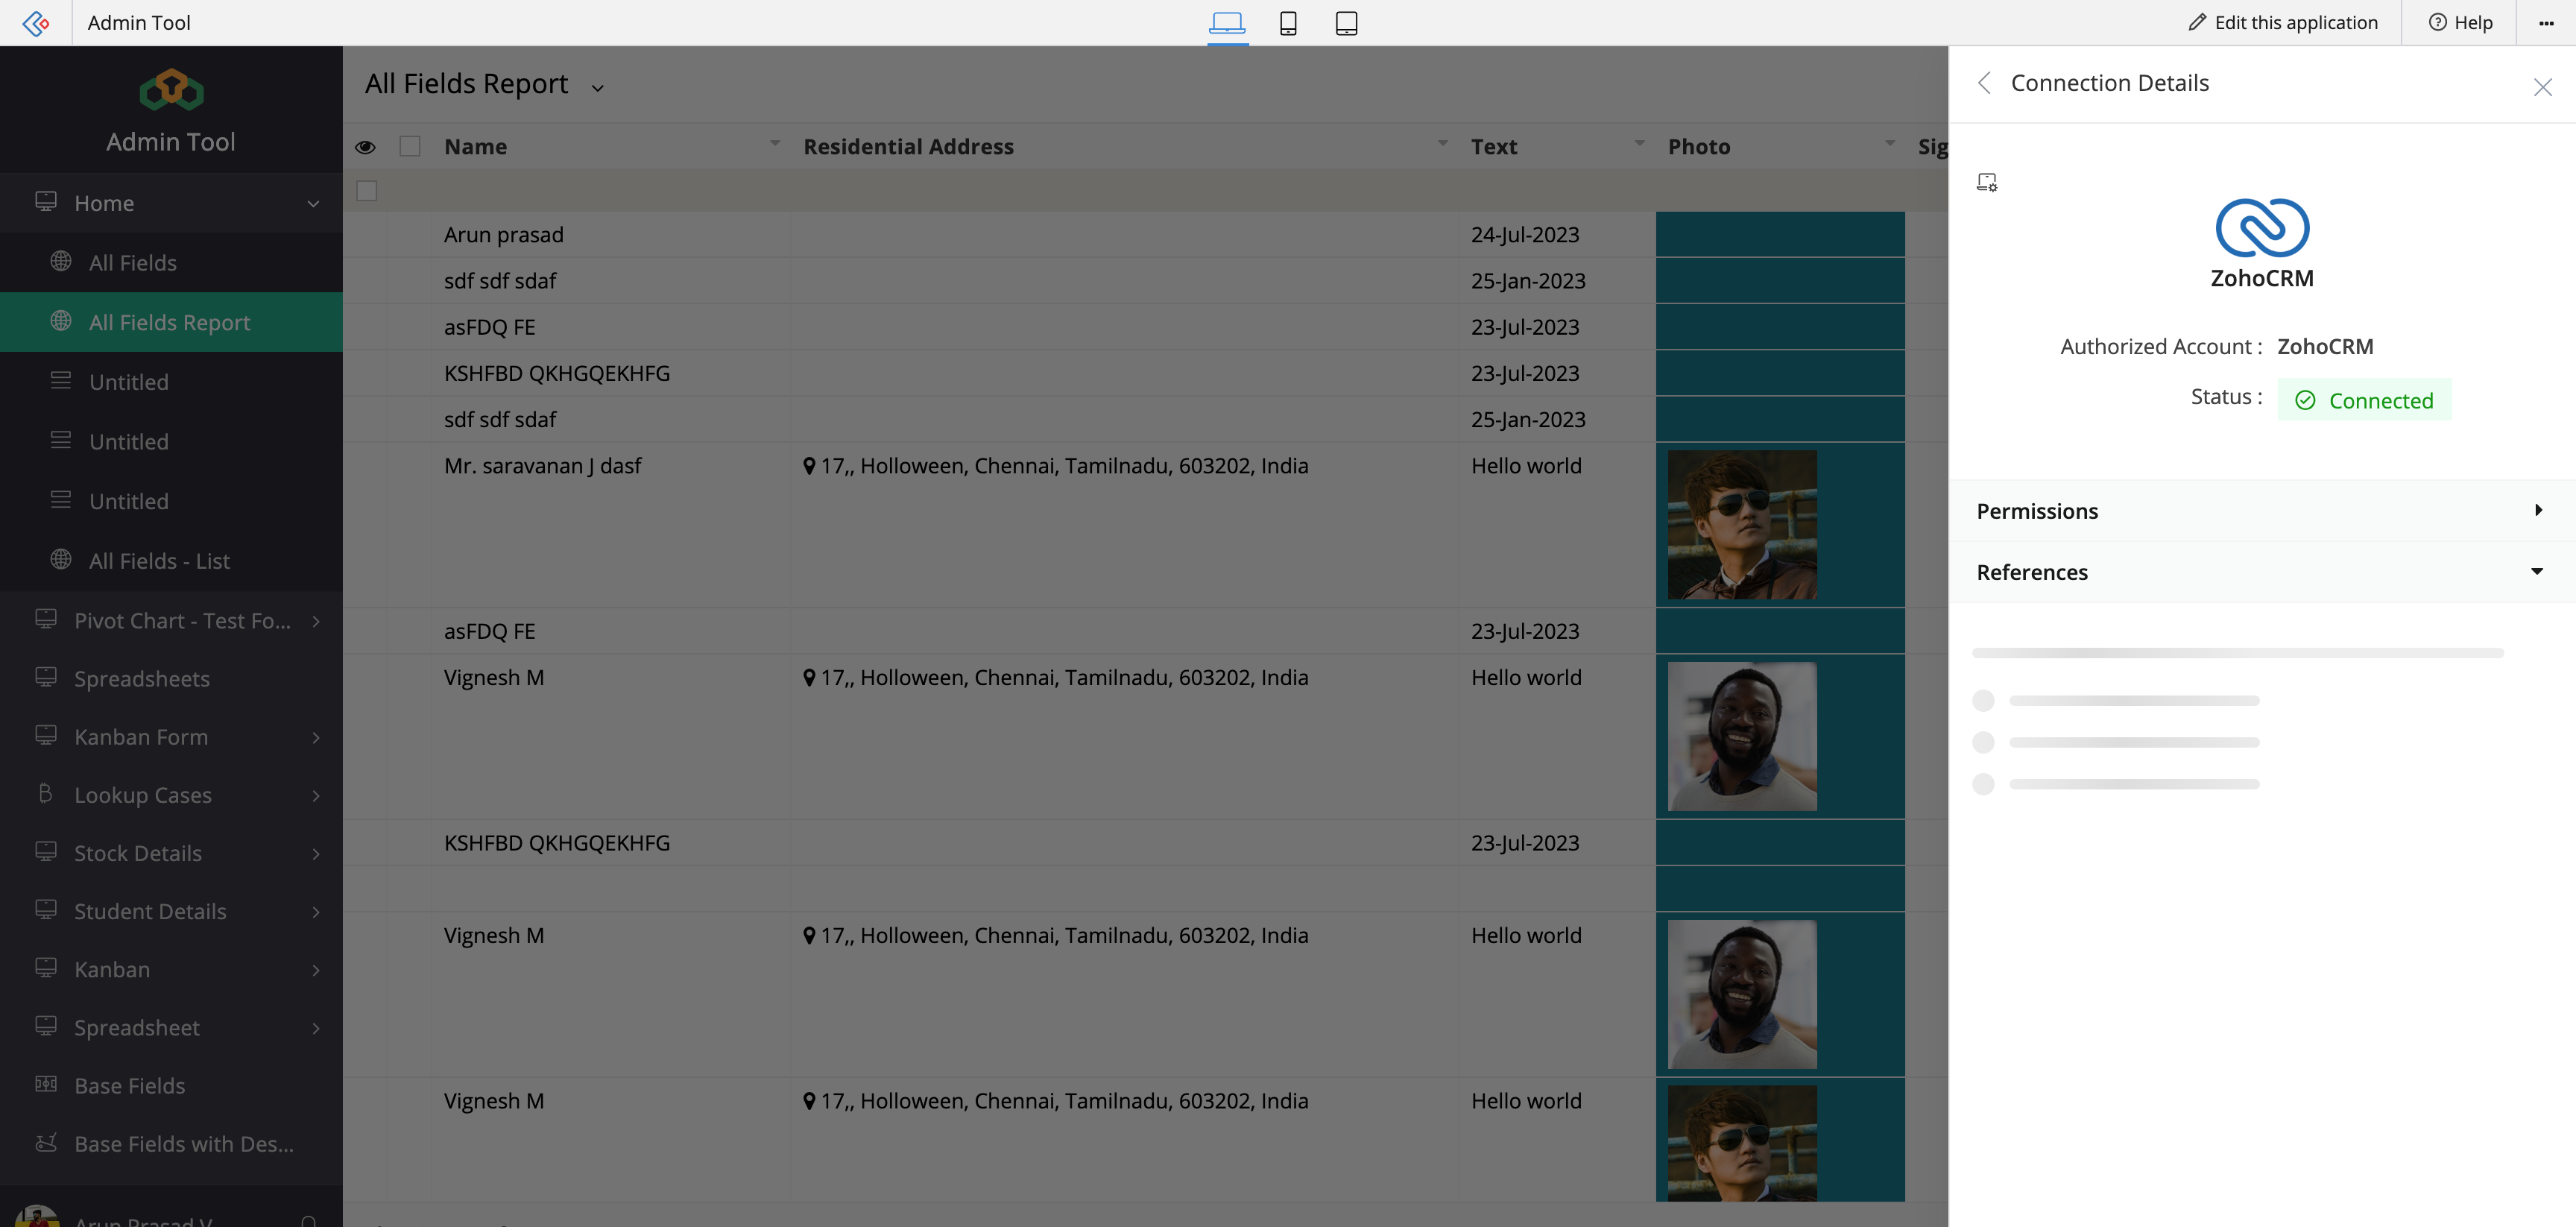 Admin Tool
Edit this application
Help
Admin Tool
Home
All Fields
All Fields Report
Untitled
Untitled
Untitled
All Fields - List
Pivot Chart - Test Fo...
Spreadsheets
Kanban Form
Lookup Cases
Stock Details
Student Details
Kanban
Spreadsheet
Base Fields
Base Fields with Des...
Arun Prasad V
All Fields Report
Name Residential Address Text Photo Sig
Arun prasad 24-Jul-2023
sdf sdf sdaf 25-Jan-2023
asFDQ FE 23-Jul-2023
KSHFBD QKHGQEKHFG 23-Jul-2023
sdf sdf sdaf 25-Jan-2023
Mr. saravanan J dasf 17,, Holloween, Chennai, Tamilnadu, 603202, India Hello world
asFDQ FE 23-Jul-2023
Vignesh M 17,, Holloween, Chennai, Tamilnadu, 603202, India Hello world
KSHFBD QKHGQEKHFG 23-Jul-2023
Vignesh M 17,, Holloween, Chennai, Tamilnadu, 603202, India Hello world
Vignesh M 17,, Holloween, Chennai, Tamilnadu, 603202, India Hello world
Connection Details
ZohoCRM
Authorized Account : ZohoCRM
Status : Connected
Permissions
References